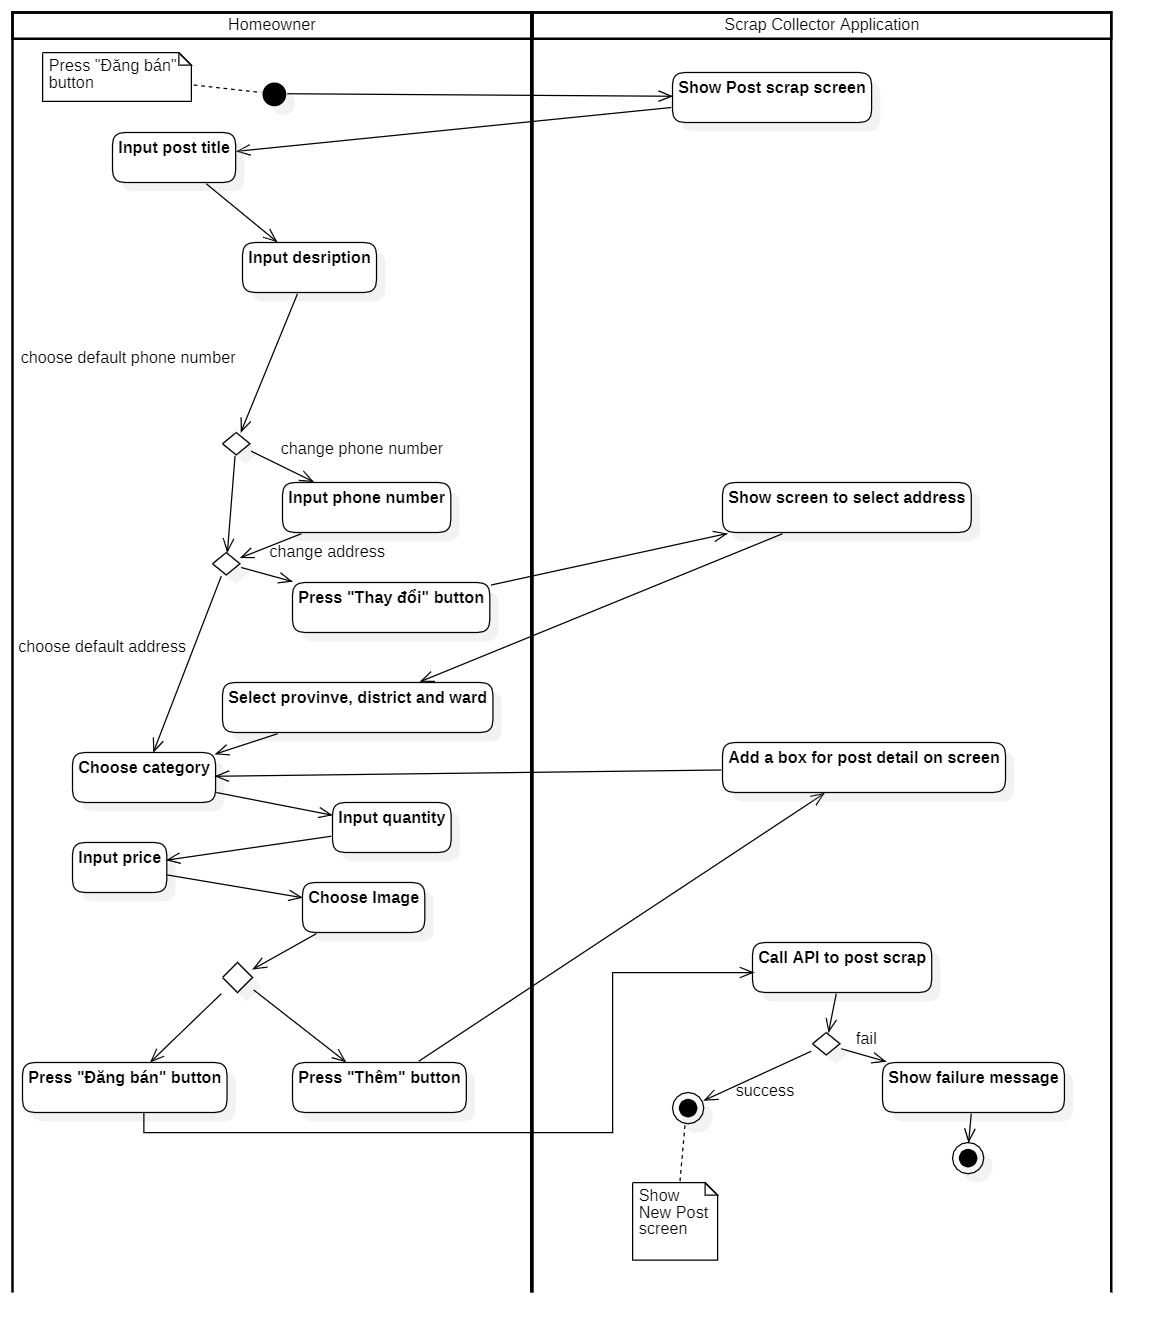 Homeowner
Scrap Collector Application
Press "Đăng bán"
button
Show Post scrap screen
Input post title
Input desription
choose default phone number
change phone number
Input phone number
Show screen to select address
change address
Press "Thay đổi" button
choose default address
Select provinve, district and ward
Choose category
Add a box for post detail on screen
Input quantity
Input price
Choose Image
Call API to post scrap
fail
Press "Đăng bán" button
Press "Thêm" button
Show failure message
success
Show
New Post
screen